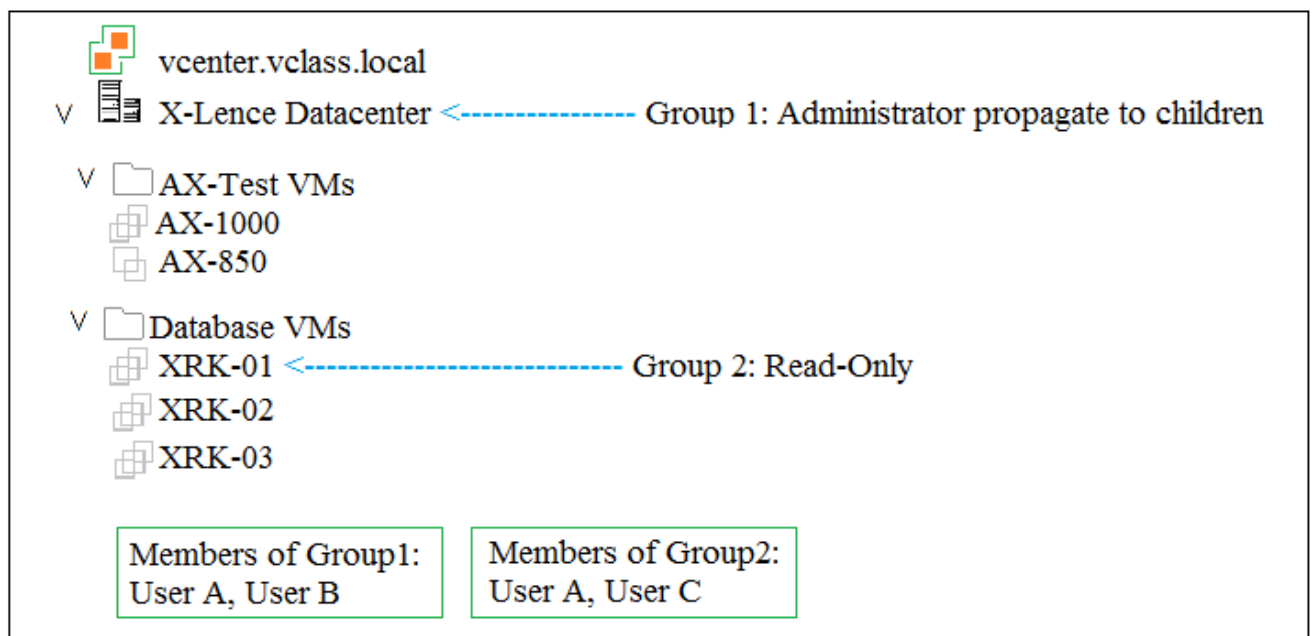 vcenter.vclass.local
V X-Lence Datacenter <--------------- Group 1: Administrator propagate to children
V AX-Test VMs
AX-1000
AX-850
V Database VMs
XRK-01 <---------------------------- Group 2: Read-Only
XRK-02
XRK-03
Members of Group1:
User A, User B
Members of Group2:
User A, User C